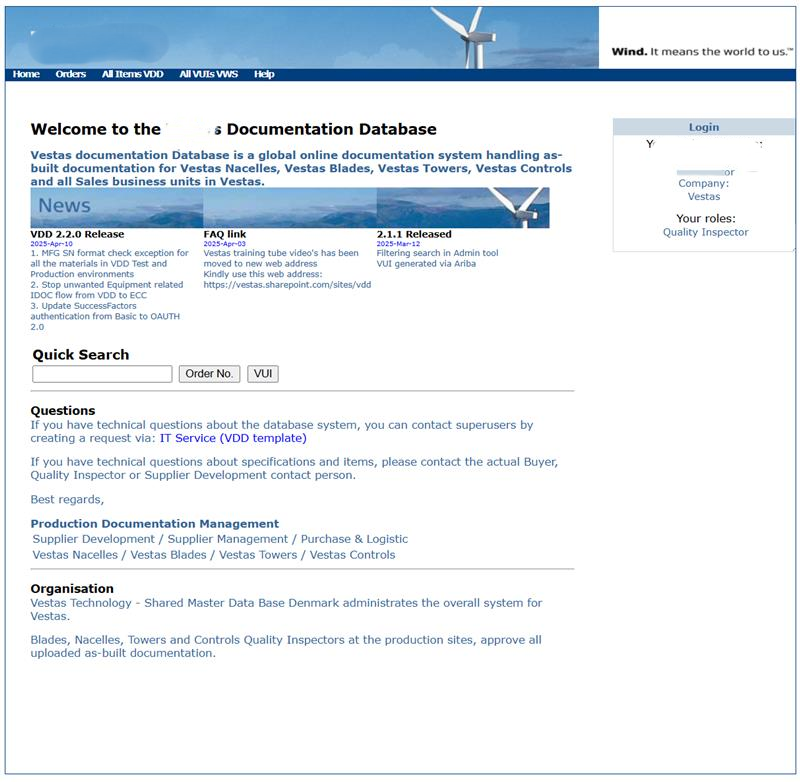 Wind. It means the world to us.™
Home Orders All Items VDD All VUIs VWS Help
Welcome to the s Documentation Database
Vestas documentation Database is a global online documentation system handling as-
built documentation for Vestas Nacelles, Vestas Blades, Vestas Towers, Vestas Controls
and all Sales business units in Vestas.
News
VDD 2.2.0 Release
2025-Apr-10
1. MFG SN format check exception for
all the materials in VDD Test and
Production environments
2. Stop unwanted Equipment related
IDOC flow from VDD to ECC
3. Update SuccessFactors
authentication from Basic to OAUTH
2.0
FAQ link
2025-Apr-03
Vestas training tube video's has been
moved to new web address
Kindly use this web address:
https://vestas.sharepoint.com/sites/vdd
2.1.1 Released
2025-Mar-12
Filtering search in Admin tool
VUI generated via Ariba
Quick Search
Order No. VUI
Questions
If you have technical questions about the database system, you can contact superusers by
creating a request via: IT Service (VDD template)
If you have technical questions about specifications and items, please contact the actual Buyer,
Quality Inspector or Supplier Development contact person.
Best regards,
Production Documentation Management
Supplier Development / Supplier Management / Purchase & Logistic
Vestas Nacelles / Vestas Blades / Vestas Towers / Vestas Controls
Organisation
Vestas Technology - Shared Master Data Base Denmark administrates the overall system for
Vestas.
Blades, Nacelles, Towers and Controls Quality Inspectors at the production sites, approve all
uploaded as-built documentation.
Login
Company:
Vestas
Your roles:
Quality Inspector